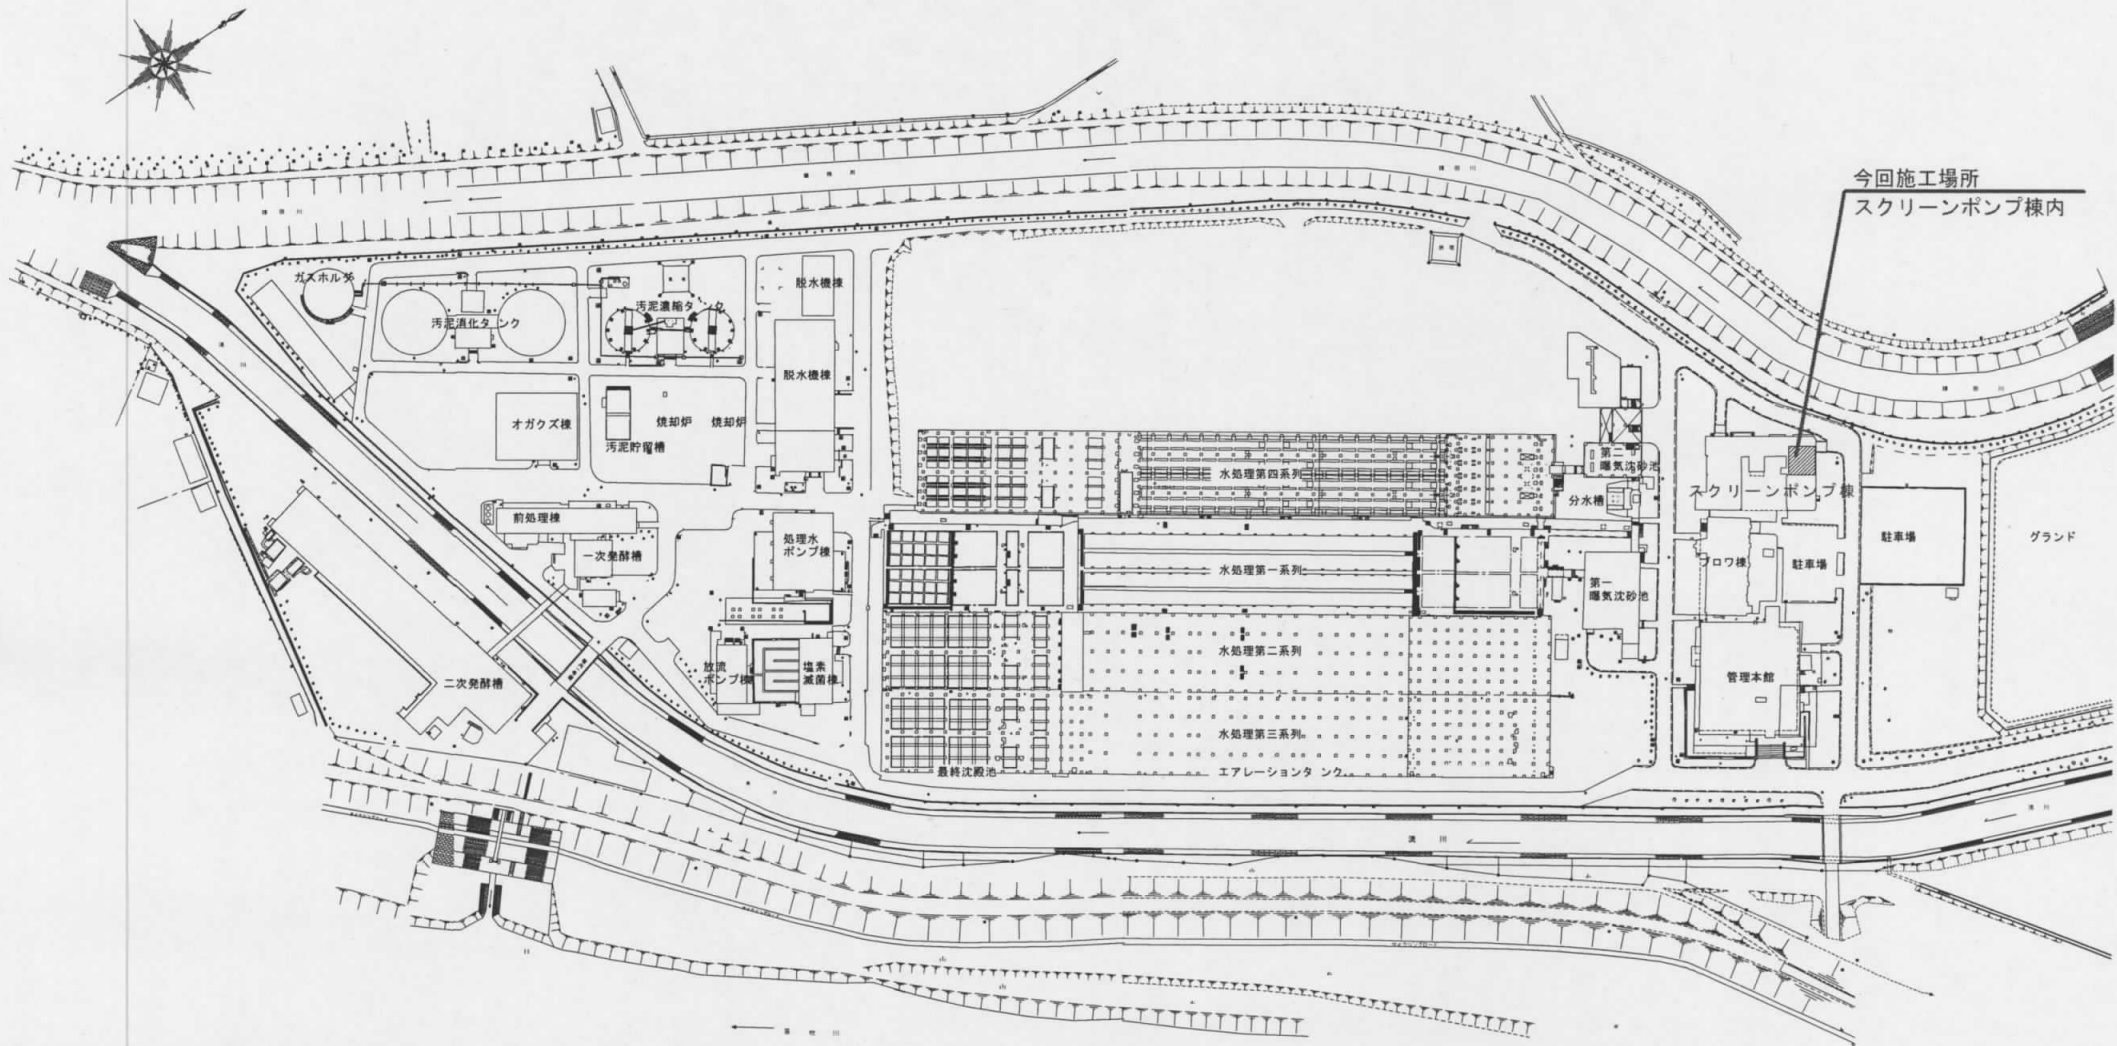 今回施工場所
スクリーンポンプ棟内
ガスホルダ
汚泥消化タンク
汚泥濃縮タンク
脱水機棟
脱水機棟
オガクズ棟
汚泥貯留槽
焼却炉
焼却炉
前処理棟
一次発酵槽
処理水
ポンプ棟
二次発酵槽
放流
ポンプ棟
塩素
滅菌棟
水処理第四系列
水処理第一系列
水処理第二系列
水処理第三系列
最終沈殿池
エアレーションタンク
第二
曝気沈砂池
分水槽
第一
曝気沈砂池
スクリーンポンプ棟
ブロワ棟
駐車場
駐車場
グランド
管理本館